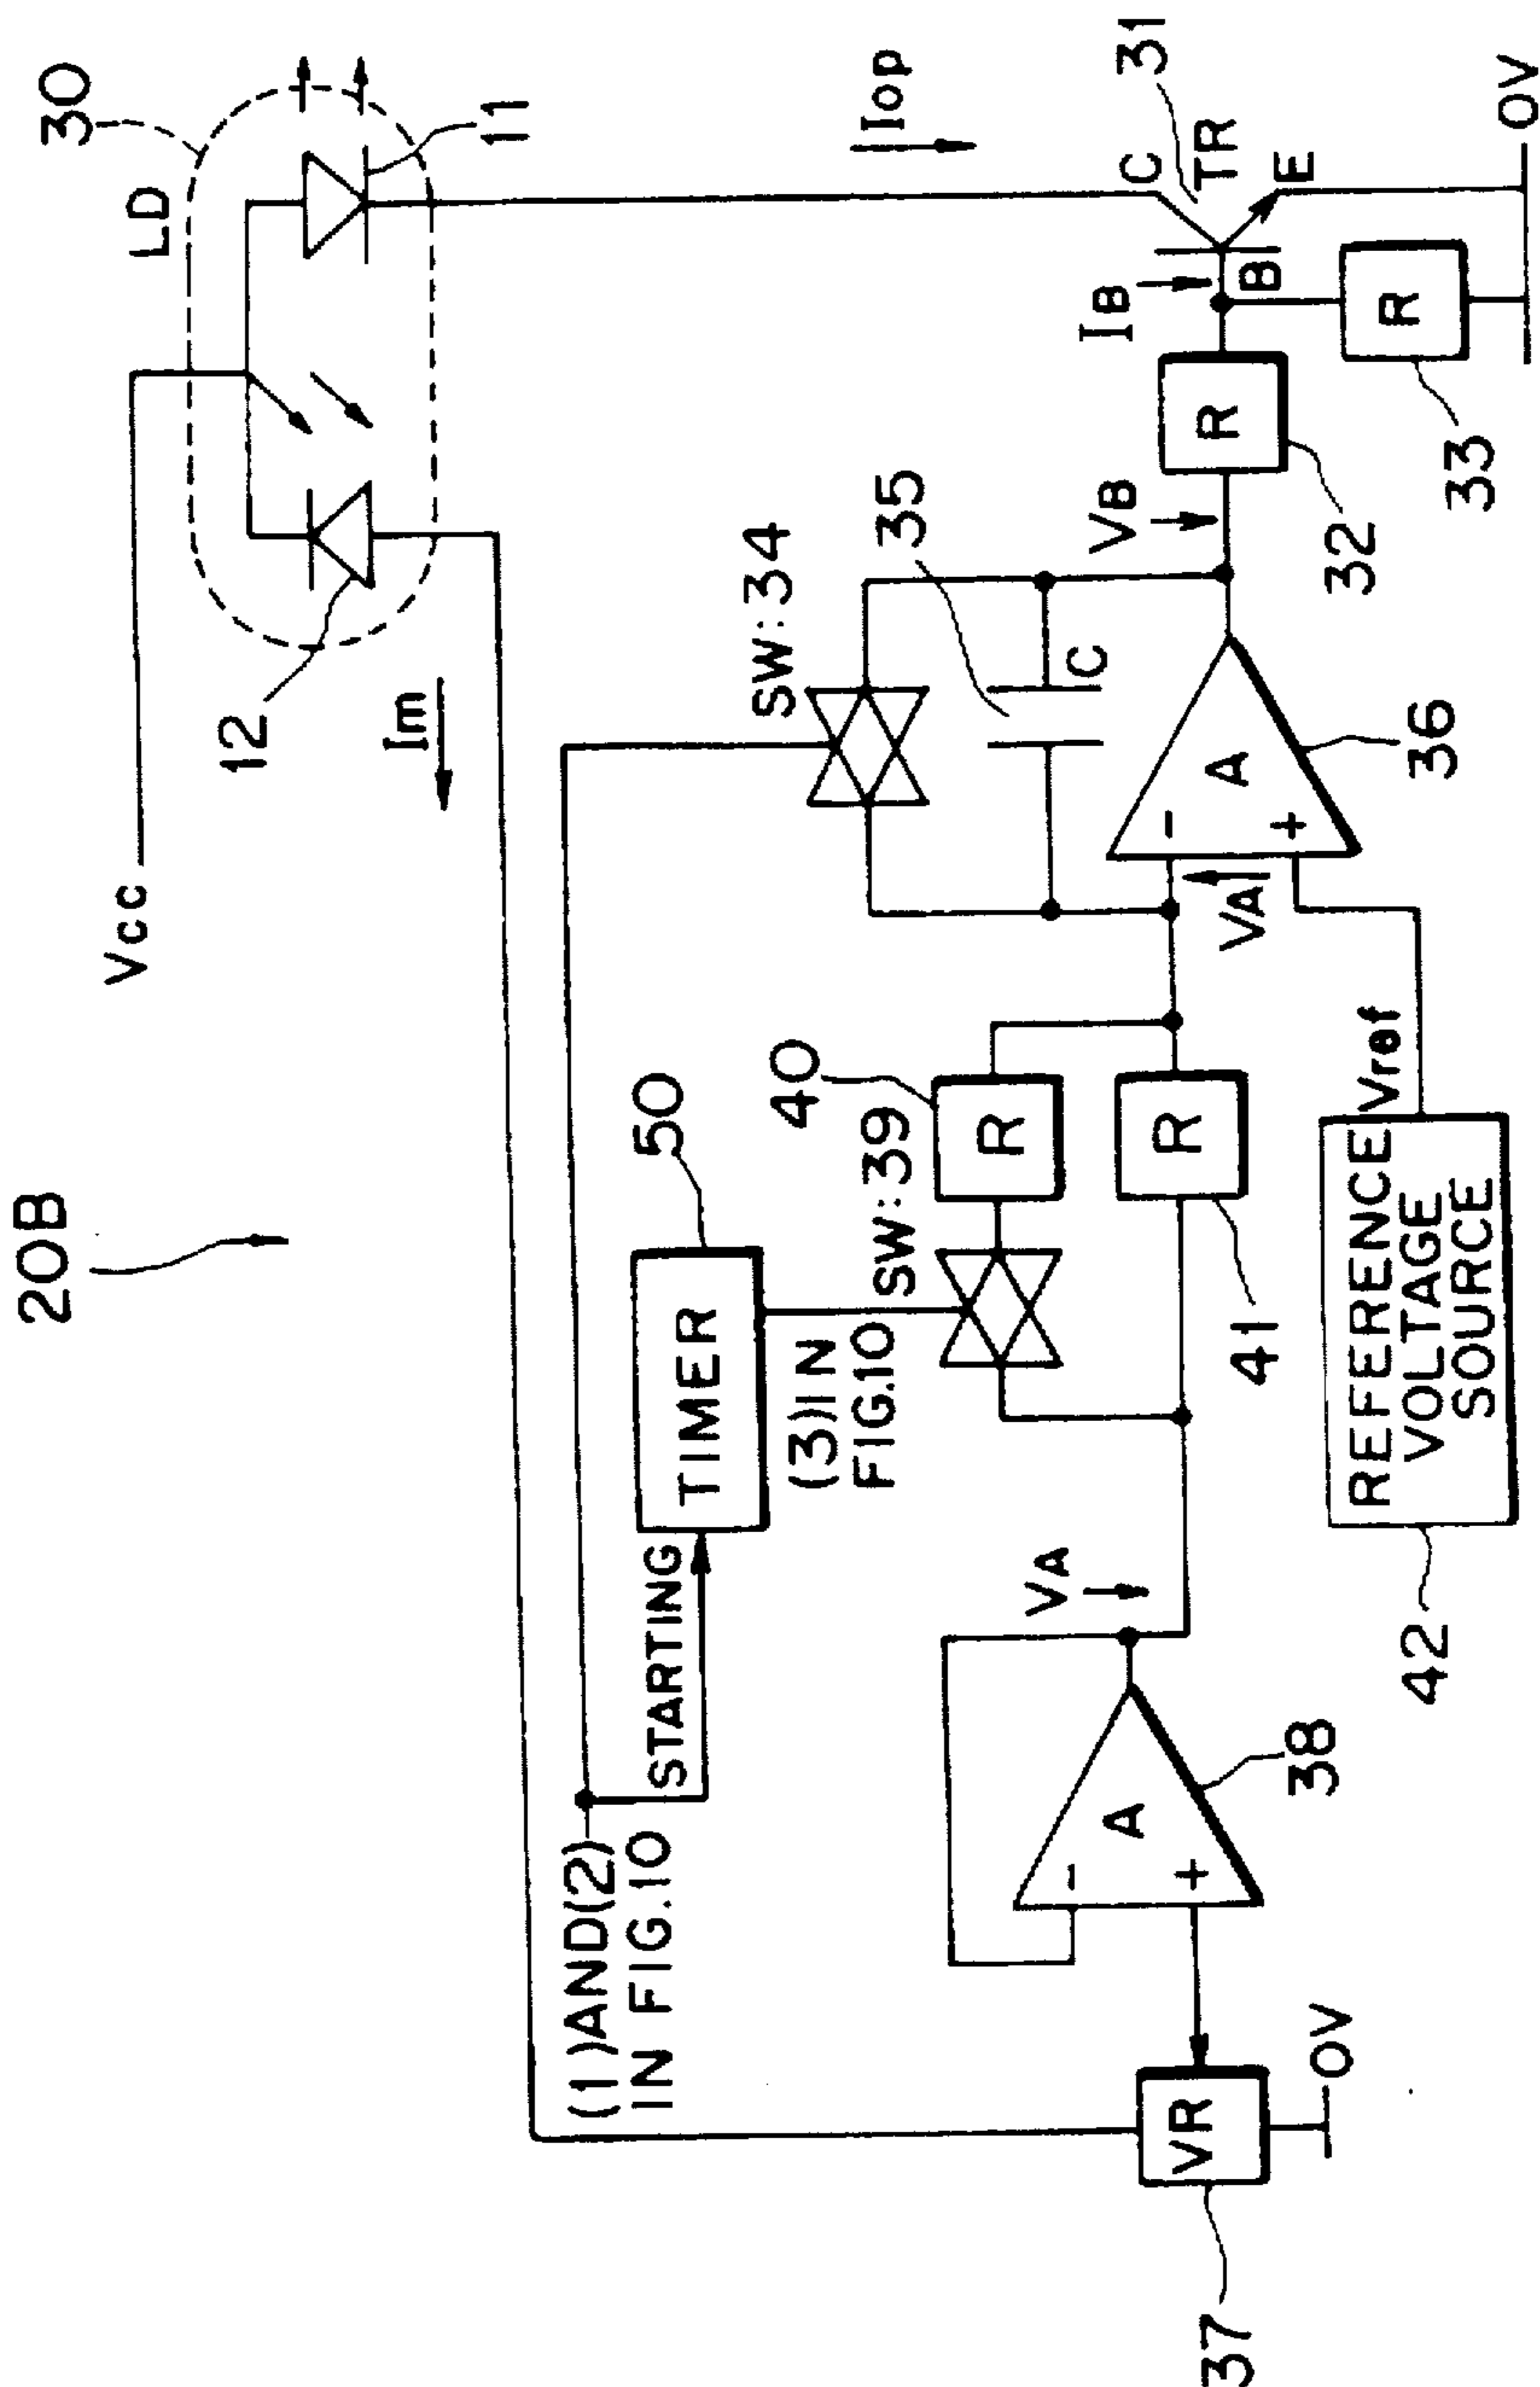 20B
30
LD
Vcc
11
12
Im
Iop
C
31
TR
E
B
IB
R
33
0V
R
32
VB
SW:34
35
C
A
-
+
36
VA
50
TIMER
STARTING
(1)AND(2)
IN FIG.10
(3)IN
FIG.10
SW:39
40
R
R
41
Vref
REFERENCE
VOLTAGE
SOURCE
42
VA
A
-
+
38
VR
0V
37